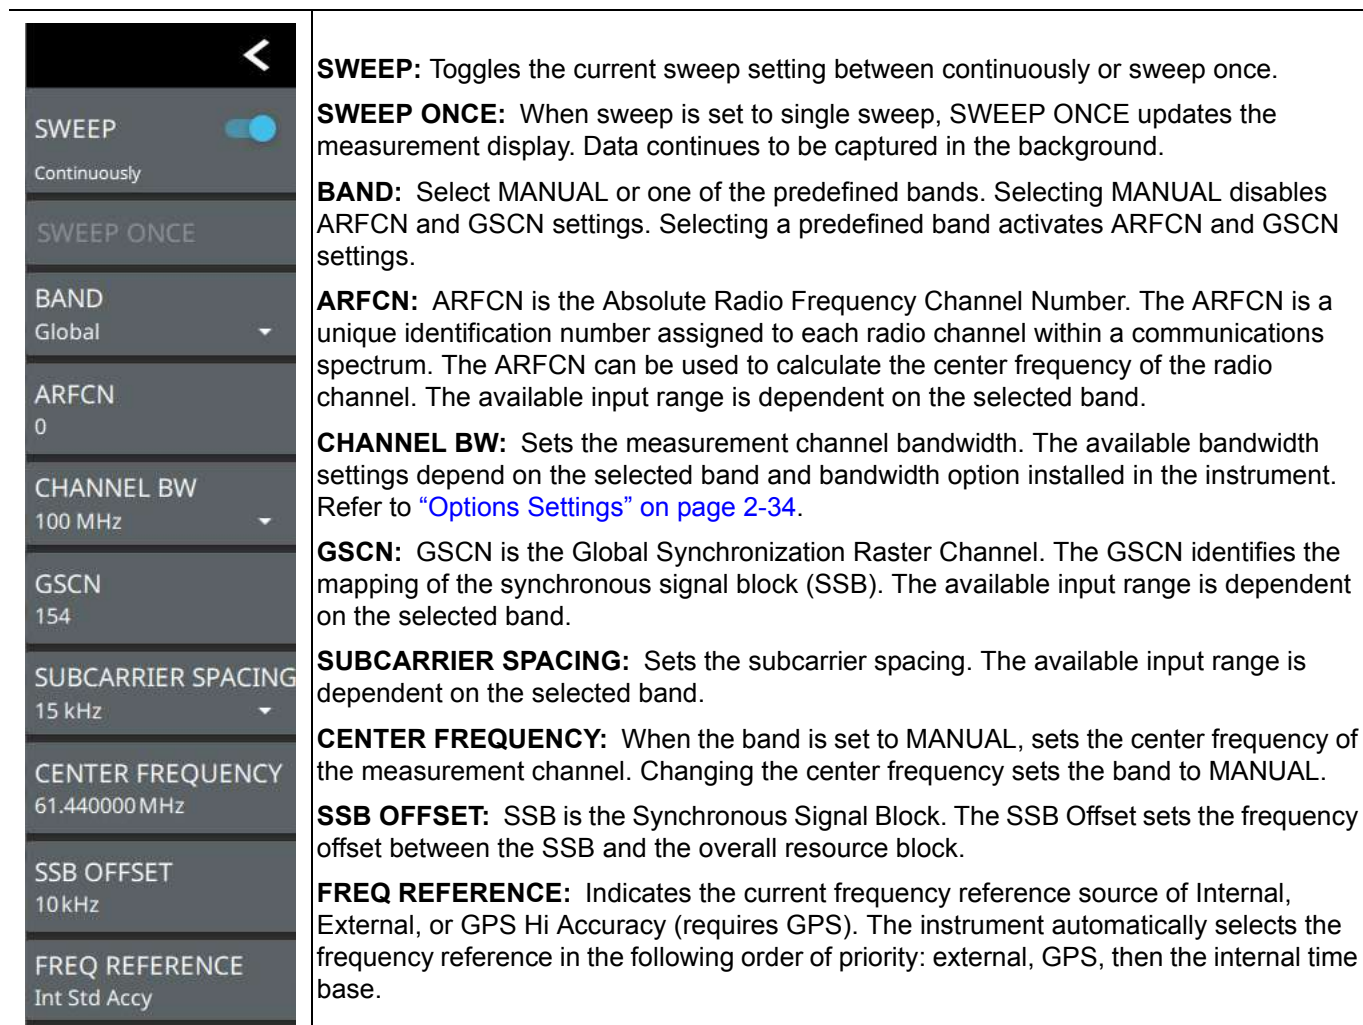 SWEEP
Continuously
SWEEP ONCE
BAND
Global
ARFCN
0
CHANNEL BW
100 MHz
GSCN
154
SUBCARRIER SPACING
15 kHz
CENTER FREQUENCY
61.440000 MHz
SSB OFFSET
10 kHz
FREQ REFERENCE
Int Std Accy
SWEEP: Toggles the current sweep setting between continuously or sweep once.
SWEEP ONCE: When sweep is set to single sweep, SWEEP ONCE updates the
measurement display. Data continues to be captured in the background.
BAND: Select MANUAL or one of the predefined bands. Selecting MANUAL disables
ARFCN and GSCN settings. Selecting a predefined band activates ARFCN and GSCN
settings.
ARFCN: ARFCN is the Absolute Radio Frequency Channel Number. The ARFCN is a
unique identification number assigned to each radio channel within a communications
spectrum. The ARFCN can be used to calculate the center frequency of the radio
channel. The available input range is dependent on the selected band.
CHANNEL BW: Sets the measurement channel bandwidth. The available bandwidth
settings depend on the selected band and bandwidth option installed in the instrument.
Refer to “Options Settings” on page 2-34.
GSCN: GSCN is the Global Synchronization Raster Channel. The GSCN identifies the
mapping of the synchronous signal block (SSB). The available input range is dependent
on the selected band.
SUBCARRIER SPACING: Sets the subcarrier spacing. The available input range is
dependent on the selected band.
CENTER FREQUENCY: When the band is set to MANUAL, sets the center frequency of
the measurement channel. Changing the center frequency sets the band to MANUAL.
SSB OFFSET: SSB is the Synchronous Signal Block. The SSB Offset sets the frequency
offset between the SSB and the overall resource block.
FREQ REFERENCE: Indicates the current frequency reference source of Internal,
External, or GPS Hi Accuracy (requires GPS). The instrument automatically selects the
frequency reference in the following order of priority: external, GPS, then the internal time
base.